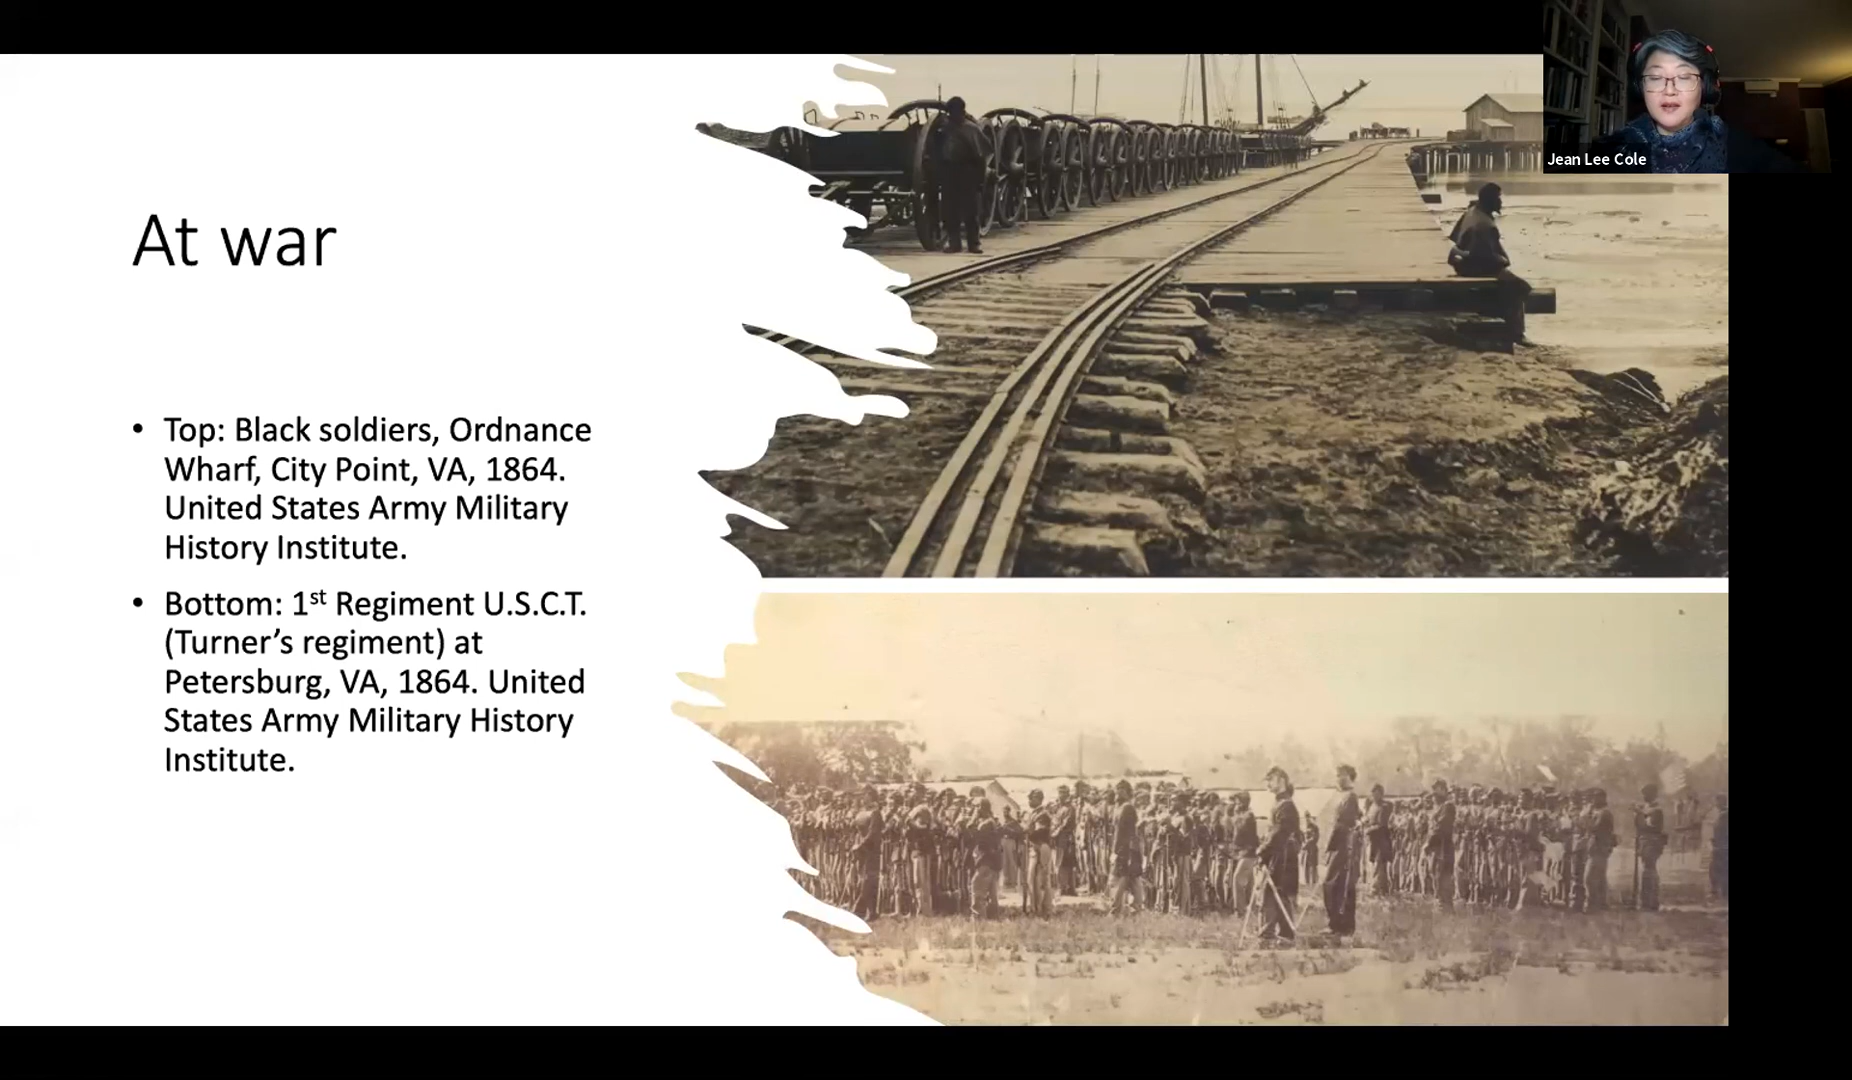 Jean Lee Cole
At war
• Top: Black soldiers, Ordnance
Wharf, City Point, VA, 1864.
United States Army Military
History Institute.
• Bottom: 1st Regiment U.S.C.T.
(Turner’s regiment) at
Petersburg, VA, 1864. United
States Army Military History
Institute.